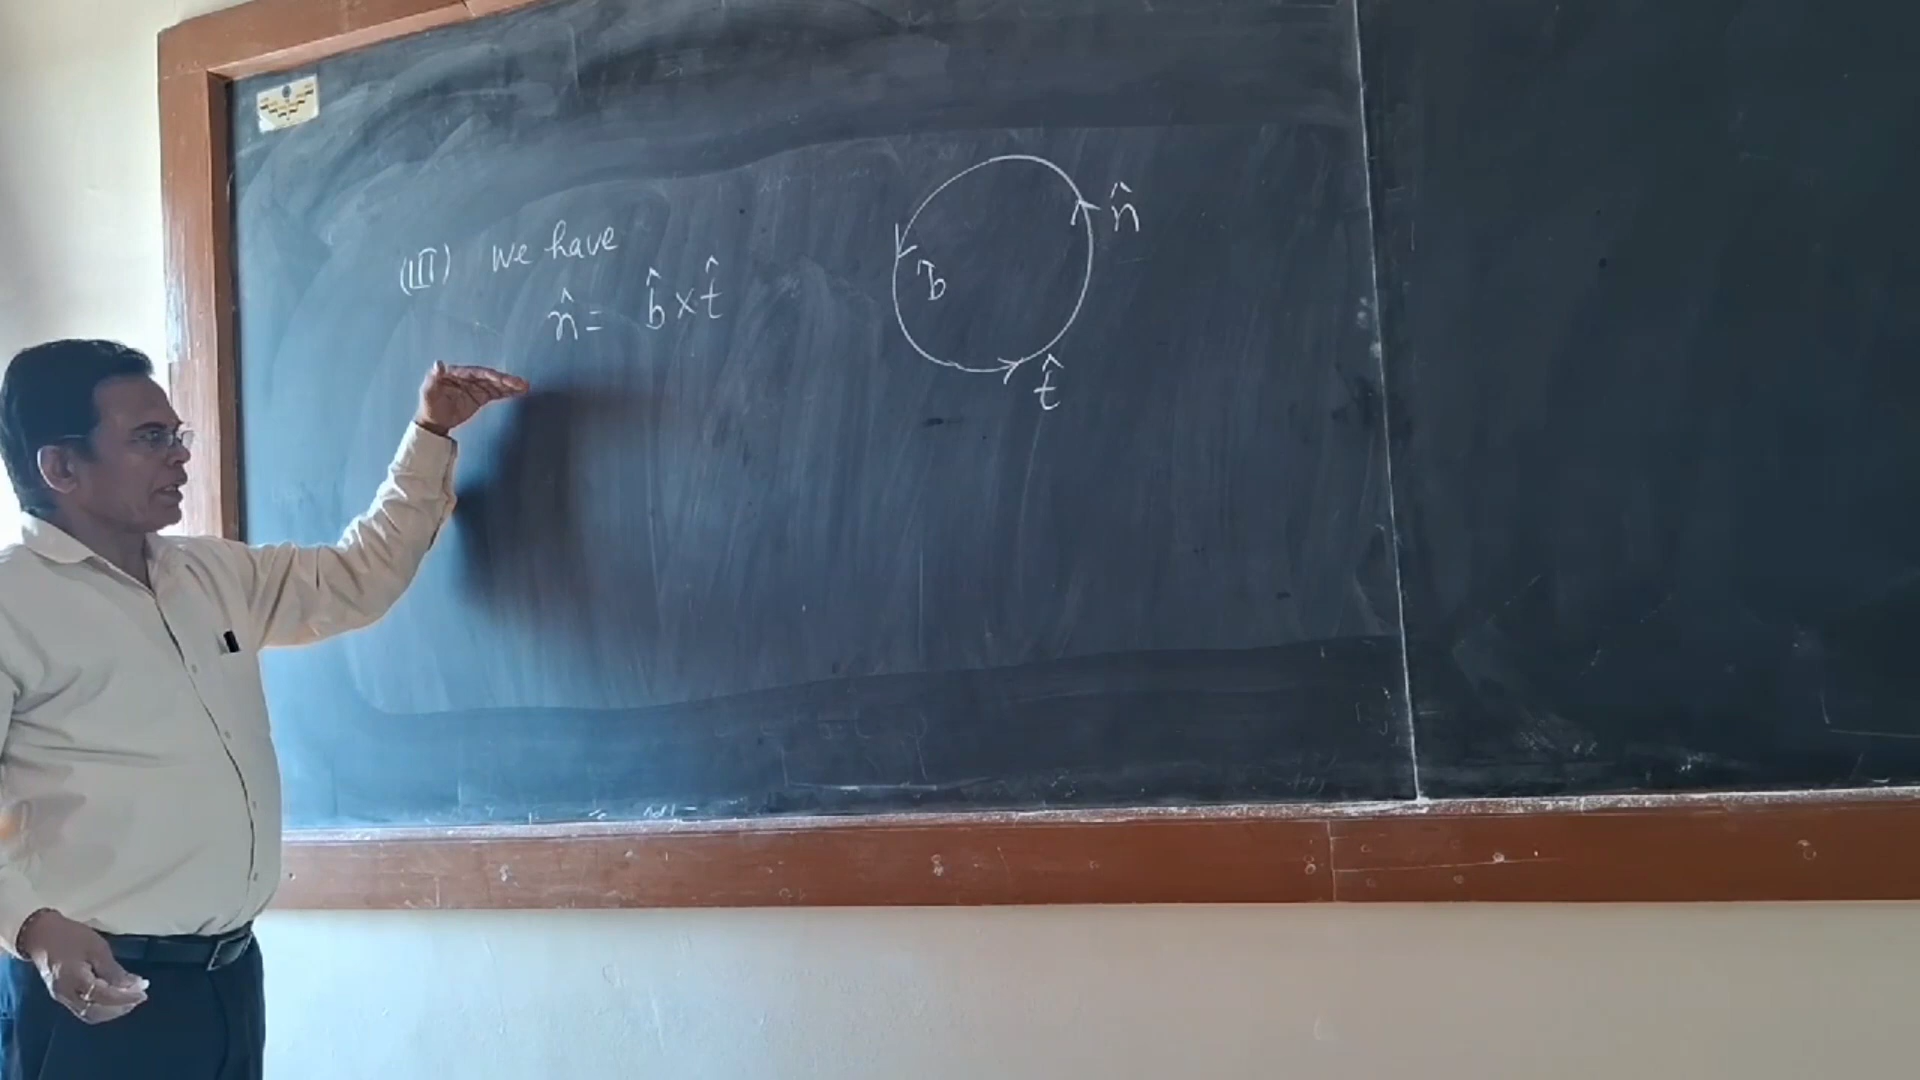 (III) We have
n̂ = b̂ × t̂
n̂
b̂
t̂